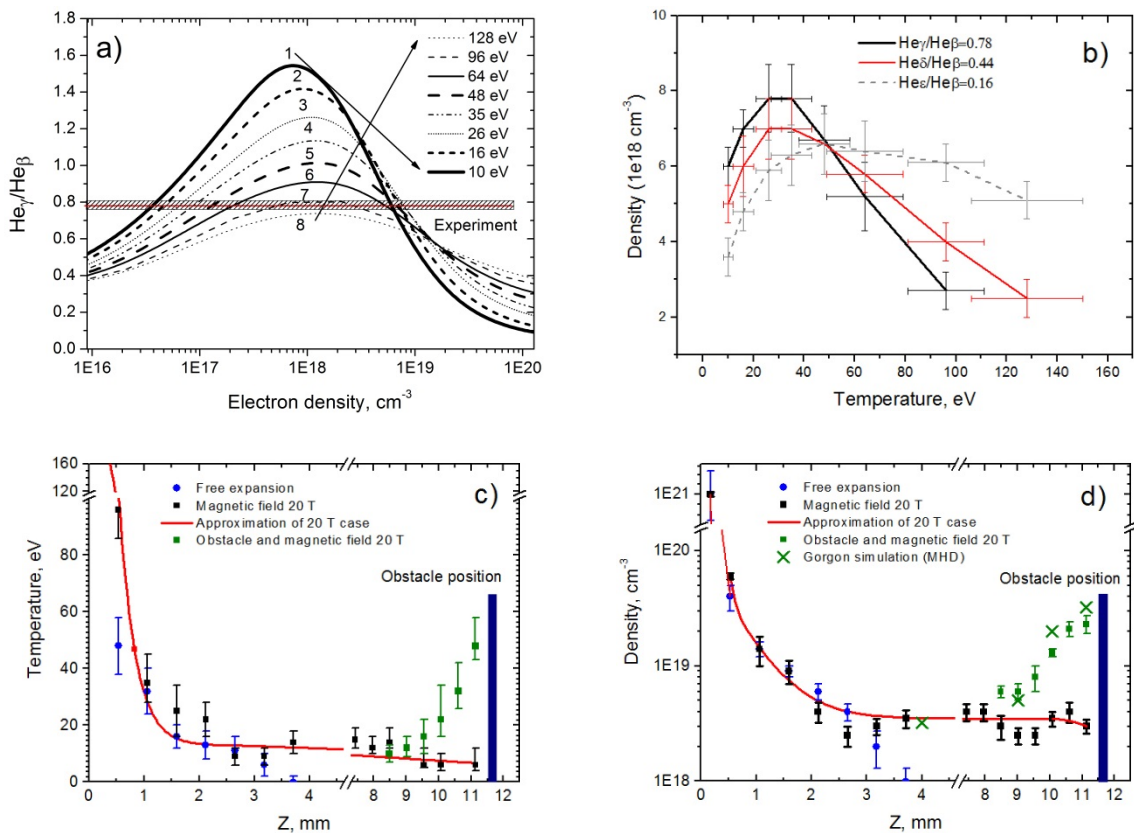 a)
1.8
1.6
1.4
1.2
1.0
0.8
0.6
0.4
0.2
0.0
Heγ/Heβ
1
2
3
4
5
6
7
8
128 eV
96 eV
64 eV
48 eV
35 eV
26 eV
16 eV
10 eV
Experiment
1E16 1E17 1E18 1E19 1E20
Electron density, cm-3
b)
8
6
4
2
Density (1e18 cm-3)
Heγ/Heβ=0.78
Heδ/Heβ=0.44
Heε/Heβ=0.16
0 20 40 60 80 100 120 140 160
Temperature, eV
c)
160
120
80
60
40
20
0
Temperature, eV
Free expansion
Magnetic field 20 T
Approximation of 20 T case
Obstacle and magnetic field 20 T
Obstacle position
0 1 2 3 4 8 9 10 11 12
Z, mm
d)
1E21
1E20
1E19
1E18
Density, cm-3
Free expansion
Magnetic field 20 T
Approximation of 20 T case
Obstacle and magnetic field 20 T
Gorgon simulation (MHD)
Obstacle position
0 1 2 3 4 8 9 10 11 12
Z, mm